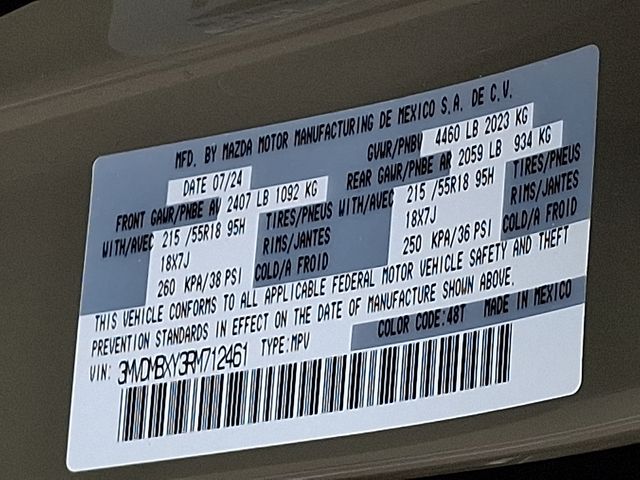 MFD. BY MAZDA MOTOR MANUFACTURING DE MEXICO S.A. DE C.V.
DATE 07/24 GVWR/PNBV 4460 LB 2023 KG
FRONT GAWR/PNBE AV 2407 LB 1092 KG REAR GAWR/PNBE AR 2059 LB 934 KG
WITH/AVEC 215 /55R18 95H TIRES/PNEUS WITH/AVEC 215 /55R18 95H TIRES/PNEUS
18X7J RIMS/JANTES 18X7J RIMS/JANTES
260 KPA/38 PSI COLD/A FROID 250 KPA/36 PSI COLD/A FROID
THIS VEHICLE CONFORMS TO ALL APPLICABLE FEDERAL MOTOR VEHICLE SAFETY AND THEFT
PREVENTION STANDARDS IN EFFECT ON THE DATE OF MANUFACTURE SHOWN ABOVE.
COLOR CODE:48T MADE IN MEXICO
VIN: 3MVDMBXY3RM712461 TYPE:MPV